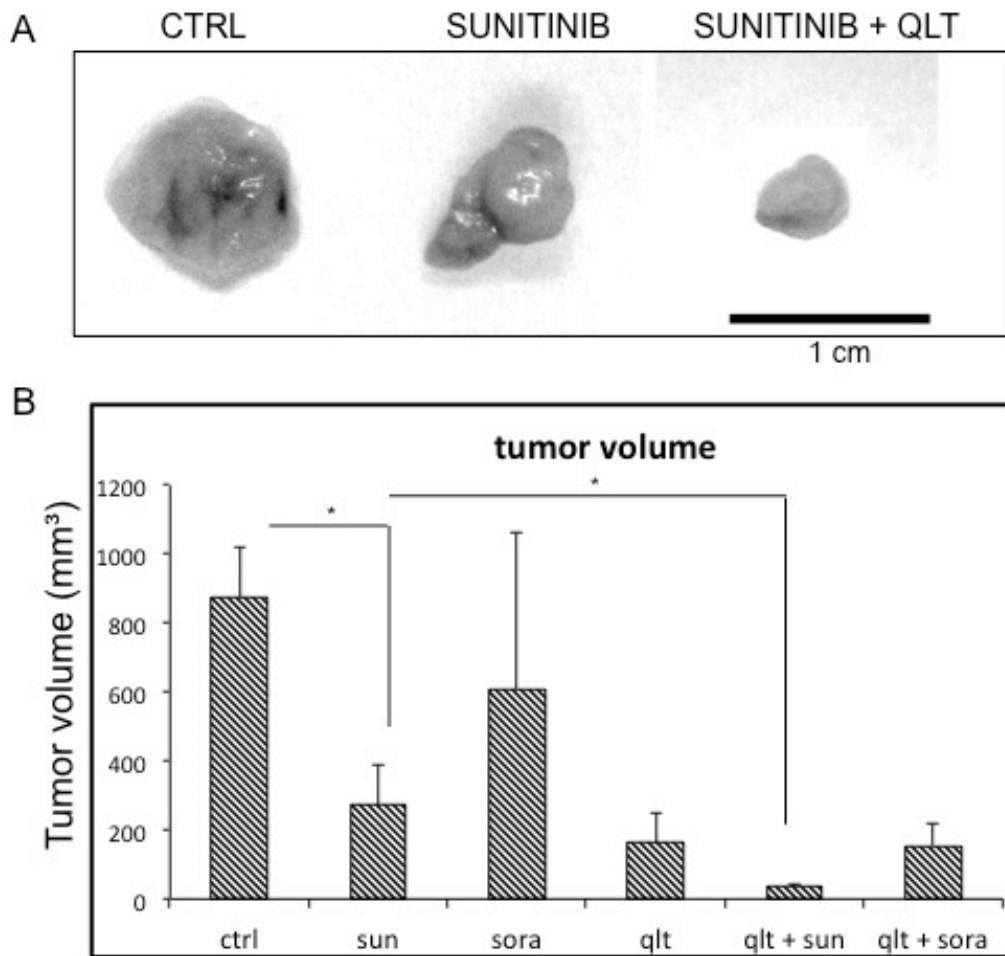 A
CTRL SUNITINIB SUNITINIB + QLT
1 cm
B
tumor volume
Tumor volume (mm³)
1200
1000
800
600
400
200
0
*
*
ctrl sun sora qlt qlt + sun qlt + sora